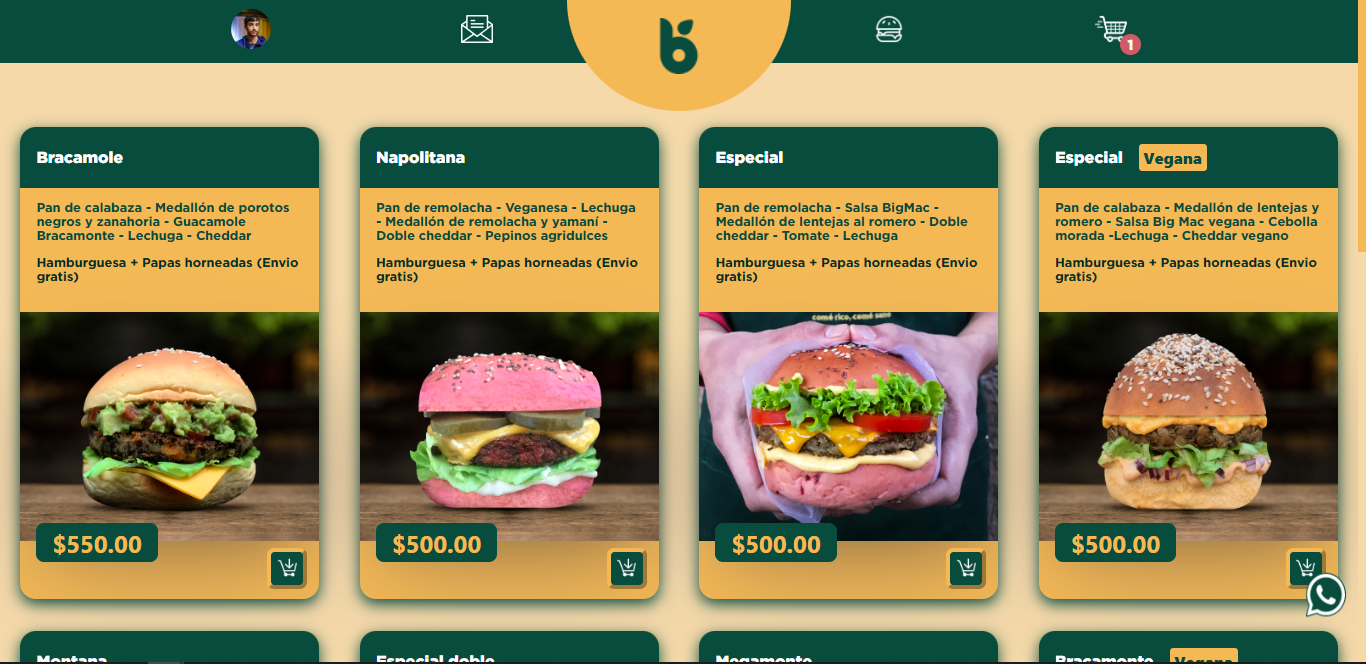 b
1
Bracamole
Pan de calabaza - Medallón de porotos
negros y zanahoria - Guacamole
Bracamonte - Lechuga - Cheddar
Hamburguesa + Papas horneadas (Envio
gratis)
$550.00
Napolitana
Pan de remolacha - Veganesa - Lechuga
- Medallón de remolacha y yamaní -
Doble cheddar - Pepinos agridulces
Hamburguesa + Papas horneadas (Envio
gratis)
$500.00
Especial
Pan de remolacha - Salsa BigMac -
Medallón de lentejas al romero - Doble
cheddar - Tomate - Lechuga
Hamburguesa + Papas horneadas (Envio
gratis)
comé rico, comé sano
$500.00
Especial Vegana
Pan de calabaza - Medallón de lentejas y
romero - Salsa Big Mac vegana - Cebolla
morada -Lechuga - Cheddar vegano
Hamburguesa + Papas horneadas (Envio
gratis)
$500.00
Montana
Especial doble
Megamonte
Bracamonte Vegana